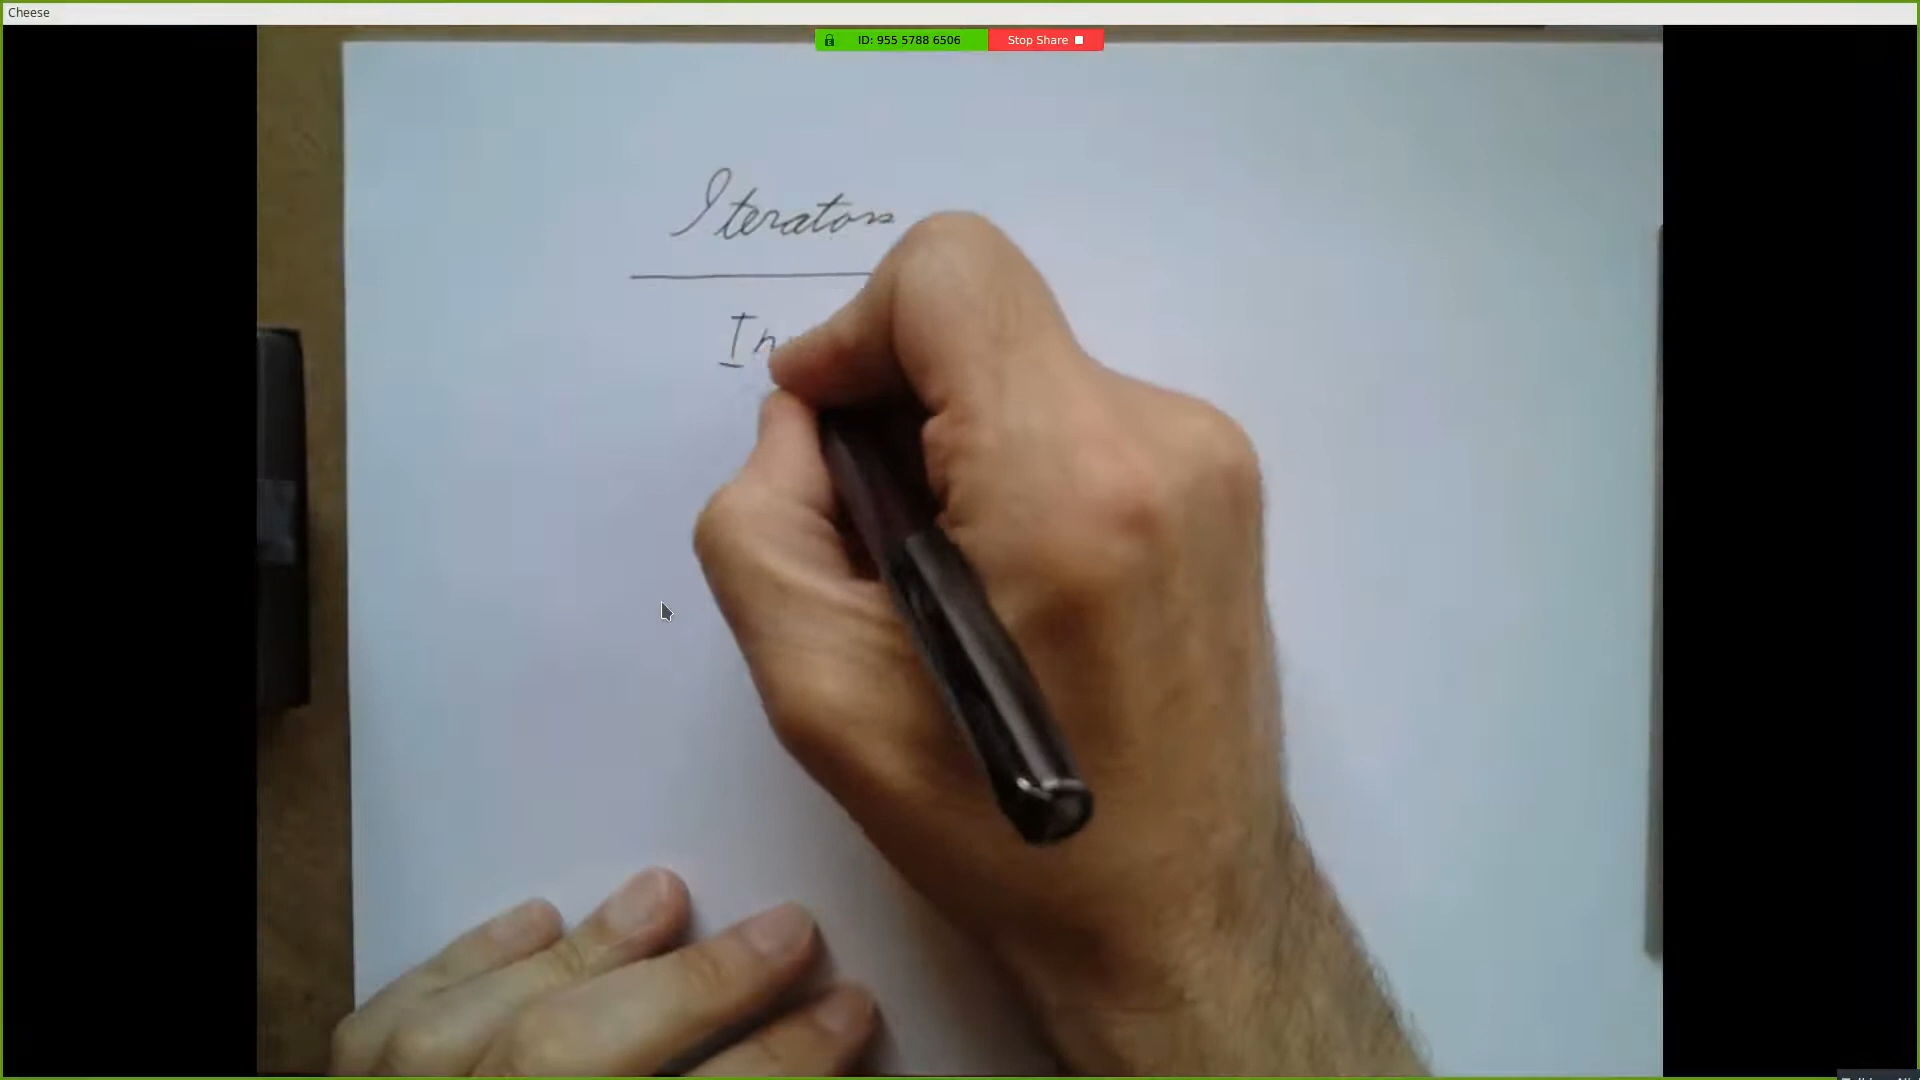 Cheese
ID: 955 5788 6506
Stop Share
Iterators
In